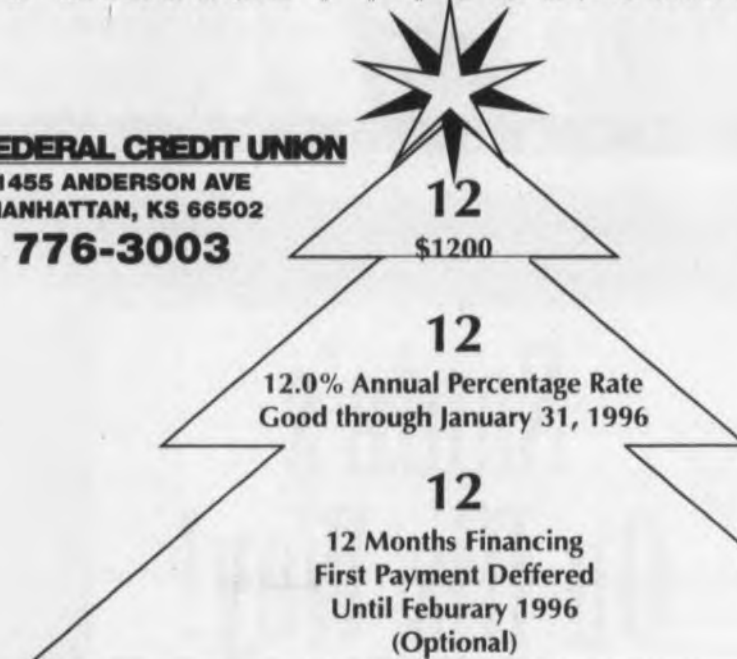 EDERAL CREDIT UNION
1455 ANDERSON AVE
MANHATTAN, KS 66502
776-3003
12
$1200
12
12.0% Annual Percentage Rate
Good through January 31, 1996
12
12 Months Financing
First Payment Deffered
Until Feburary 1996
(Optional)